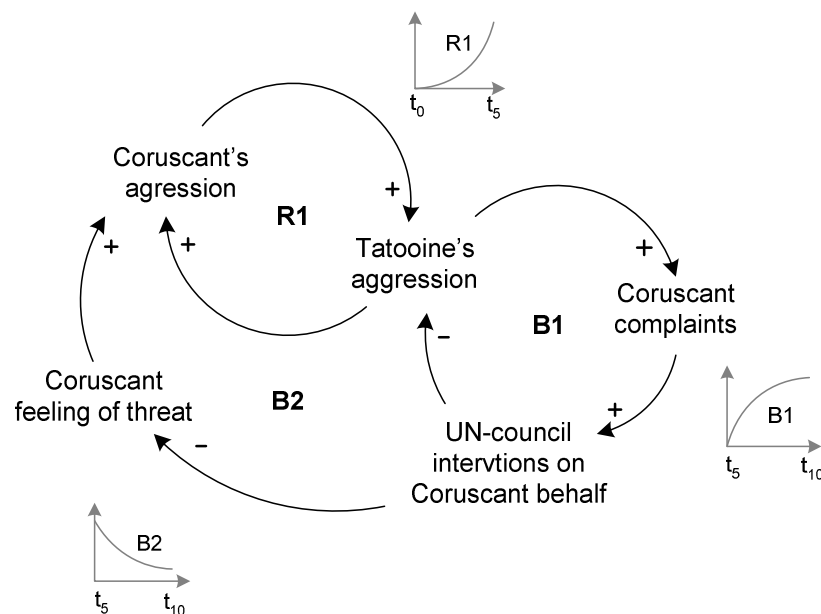 R1
t0
t5
Coruscant's
agression
+
R1
+
+
Tatooine's
aggression
+
Coruscant
complaints
B1
–
Coruscant
feeling of threat
B2
+
UN-council
intervtions on
Coruscant behalf
–
B1
t5
t10
B2
t5
t10